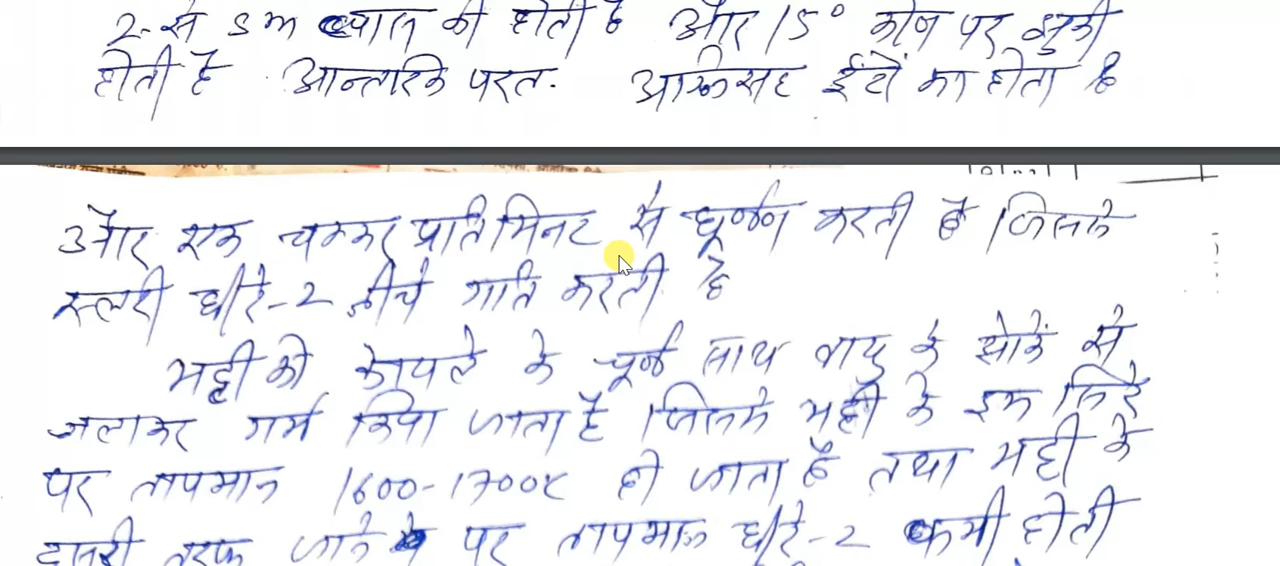 2 से 3 m व्यास की होती है और 15° कोण पर झुकी
होती है आन्तरिक परत. अग्निसह ईंटों का होता है
और एक चक्कर प्रति मिनट से घूर्णन करती है । जिसके
स्लरी धीरे-2 नीचे गति करती है
भट्टी को कोयले के चूर्ण साथ वायु के झोकें से
जलाकर गर्म किया जाता है । जिससे भट्टी के इक सिरे
पर तापमान 1600-1700℃ हो जाता है तथा भट्टी के
दूसरी तरफ जाने पर तापमान धीरे-2 कमी होती